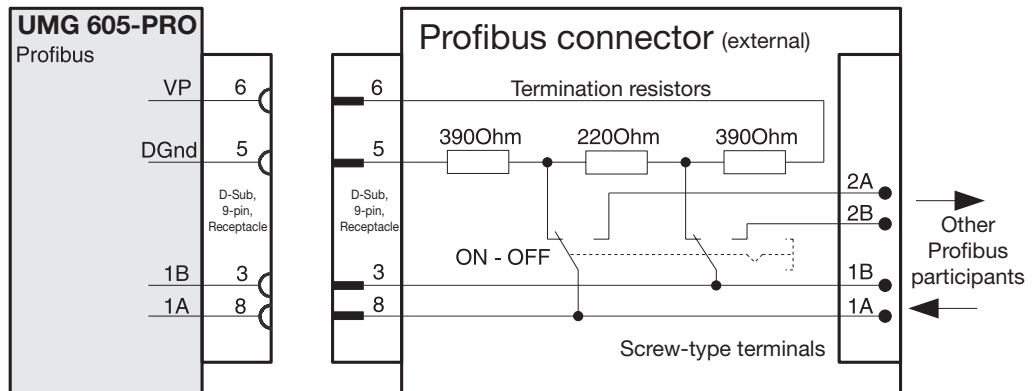 UMG 605-PRO
Profibus
VP
6
DGnd
5
D-Sub,
9-pin,
Receptacle
1B
3
1A
8
Profibus connector (external)
6
Termination resistors
5
390Ohm
220Ohm
390Ohm
D-Sub,
9-pin,
Receptacle
2A
2B
ON - OFF
3
1B
8
1A
Screw-type terminals
Other
Profibus
participants